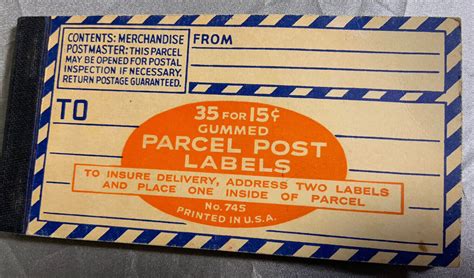 CONTENTS: MERCHANDISE
POSTMASTER: THIS PARCEL
MAY BE OPENED FOR POSTAL
INSPECTION IF NECESSARY.
RETURN POSTAGE GUARANTEED.
FROM
TO
35 FOR 15¢
GUMMED
PARCEL POST
LABELS
TO INSURE DELIVERY, ADDRESS TWO LABELS
AND PLACE ONE INSIDE OF PARCEL
No. 745
PRINTED IN U.S.A.